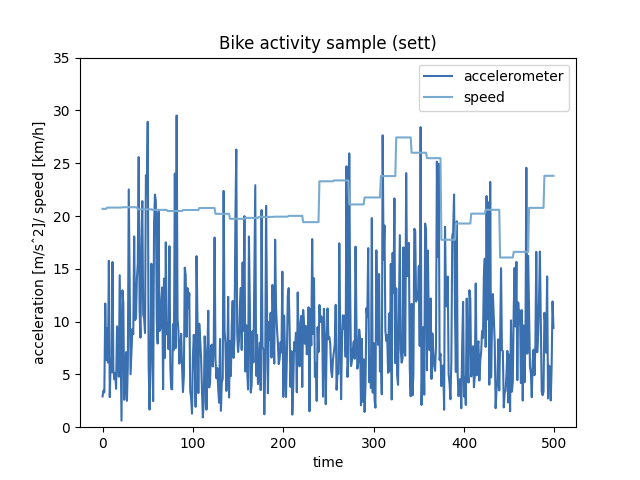 Bike activity sample (sett)
accelerometer
speed
acceleration [m/s^2]/ speed [km/h]
35
30
25
20
15
10
5
0
0 100 200 300 400 500
time